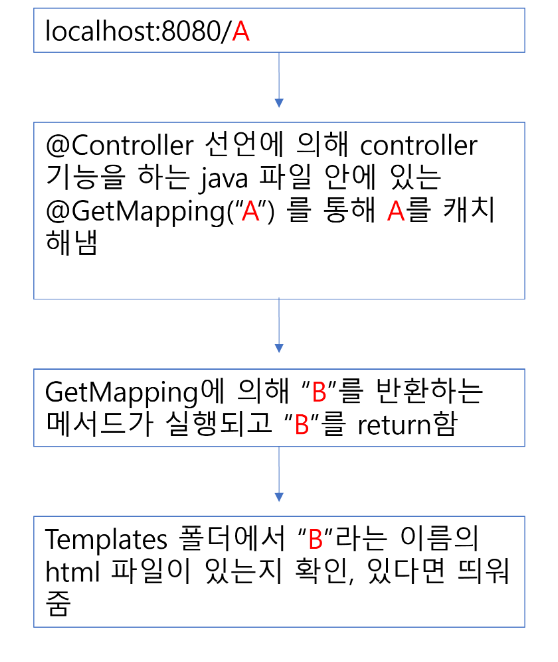 localhost:8080/A
@Controller 선언에 의해 controller
기능을 하는 java 파일 안에 있는
@GetMapping(“A”) 를 통해 A를 캐치
해냄
GetMapping에 의해 “B”를 반환하는
메서드가 실행되고 “B”를 return함
Templates 폴더에서 “B”라는 이름의
html 파일이 있는지 확인, 있다면 띄워
줌